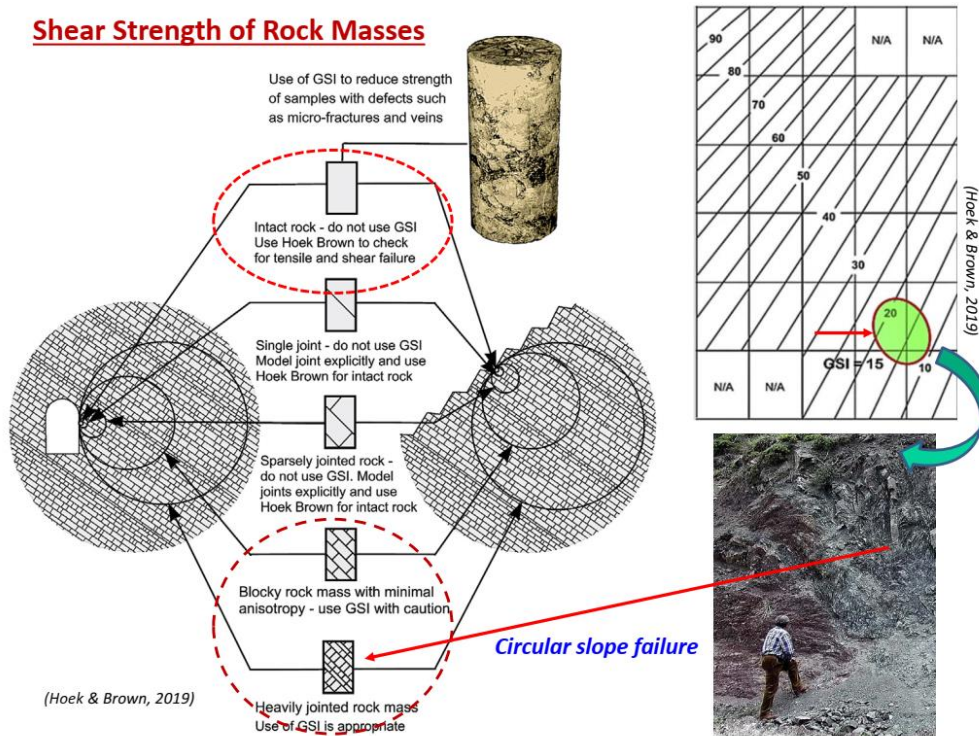 Shear Strength of Rock Masses
Use of GSI to reduce strength
of samples with defects such
as micro-fractures and veins
Intact rock - do not use GSI
Use Hoek Brown to check
for tensile and shear failure
Single joint - do not use GSI
Model joint explicitly and use
Hoek Brown for intact rock
Sparsely jointed rock -
do not use GSI. Model
joints explicitly and use
Hoek Brown for intact rock
Blocky rock mass with minimal
anisotropy - use GSI with caution
Heavily jointed rock mass
Use of GSI is appropriate
(Hoek & Brown, 2019)
Circular slope failure
90
N/A
N/A
80
70
60
50
40
30
20
GSI = 15
10
N/A
N/A
(Hoek & Brown, 2019)